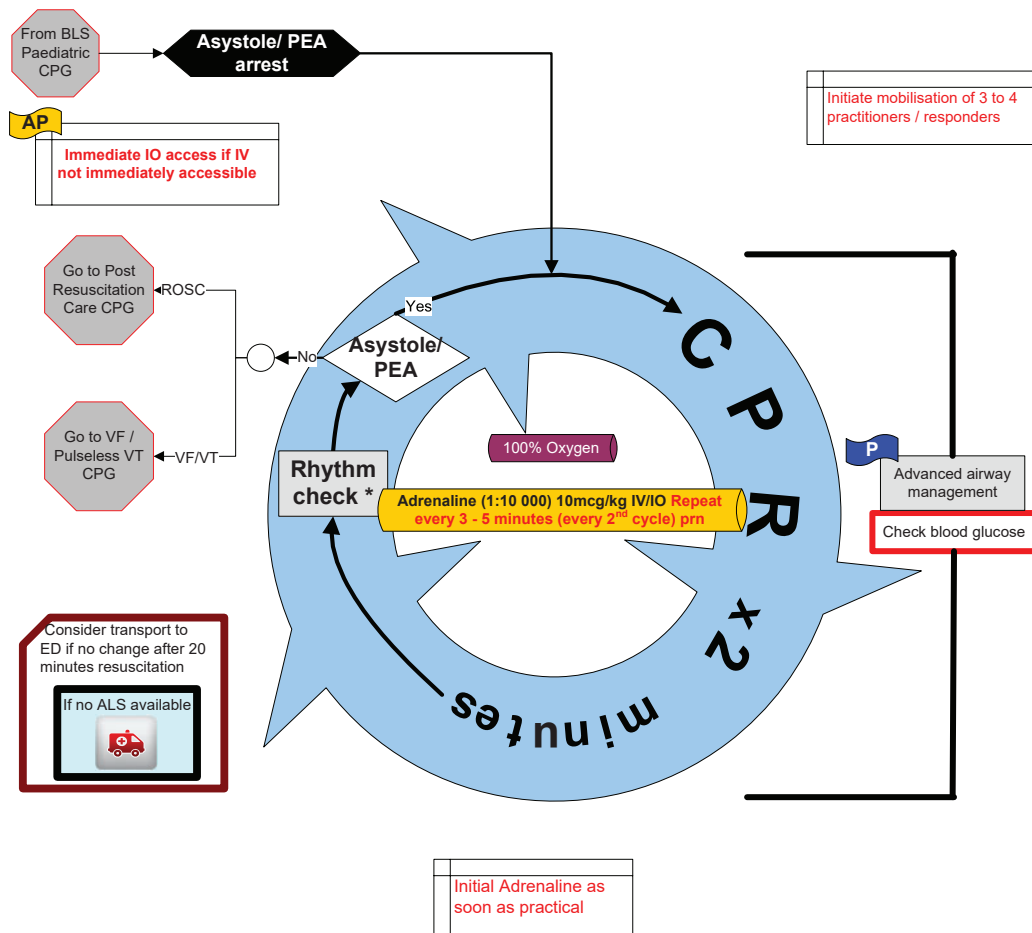 From BLS
Paediatric
CPG
Asystole/ PEA
arrest
Initiate mobilisation of 3 to 4
practitioners / responders
AP
Immediate IO access if IV
not immediately accessible
Go to Post
Resuscitation
Care CPG
ROSC
Yes
Asystole/
PEA
No
Go to VF /
Pulseless VT
CPG
VF/VT
100% Oxygen
Rhythm
check *
Adrenaline (1:10 000) 10mcg/kg IV/IO Repeat
every 3 - 5 minutes (every 2nd cycle) prn
CPR x2 minutes
P
Advanced airway
management
Check blood glucose
Consider transport to
ED if no change after 20
minutes resuscitation
If no ALS available
Initial Adrenaline as
soon as practical